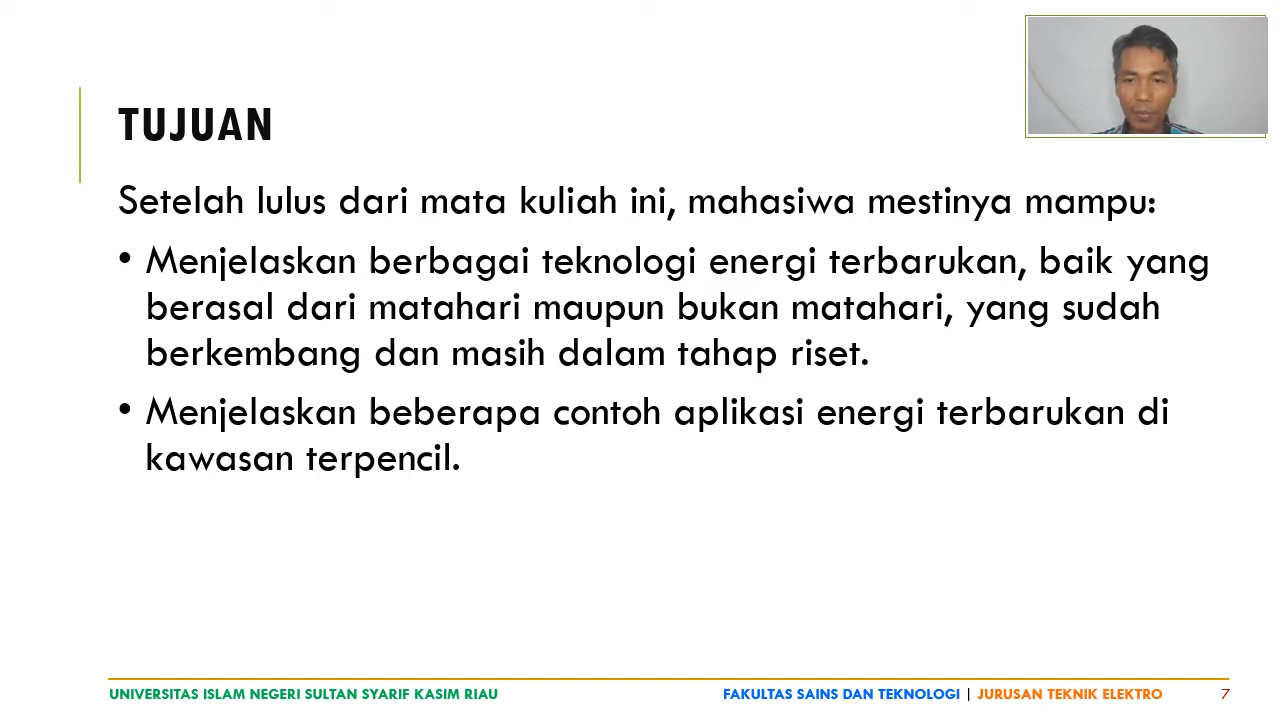 TUJUAN
Setelah lulus dari mata kuliah ini, mahasiwa mestinya mampu:
• Menjelaskan berbagai teknologi energi terbarukan, baik yang
berasal dari matahari maupun bukan matahari, yang sudah
berkembang dan masih dalam tahap riset.
• Menjelaskan beberapa contoh aplikasi energi terbarukan di
kawasan terpencil.
UNIVERSITAS ISLAM NEGERI SULTAN SYARIF KASIM RIAU FAKULTAS SAINS DAN TEKNOLOGI | JURUSAN TEKNIK ELEKTRO 7